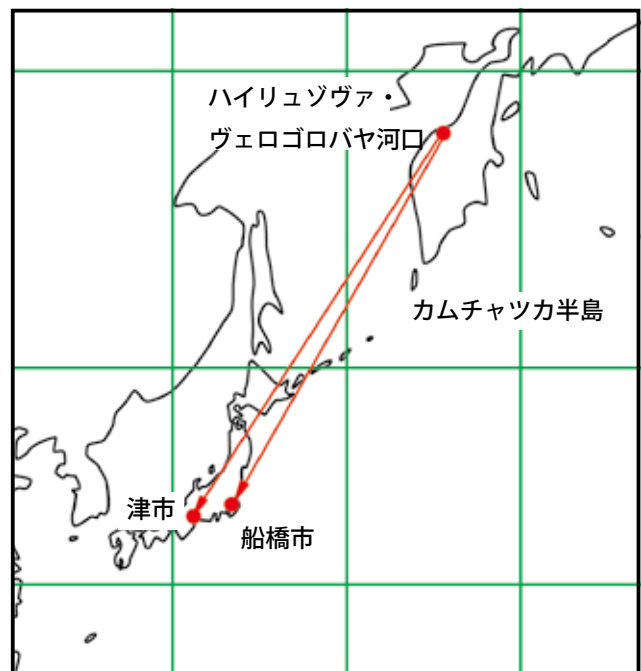 ハイリュゾヴァ・
ヴェロゴロバヤ河口
カムチャツカ半島
津市
船橋市